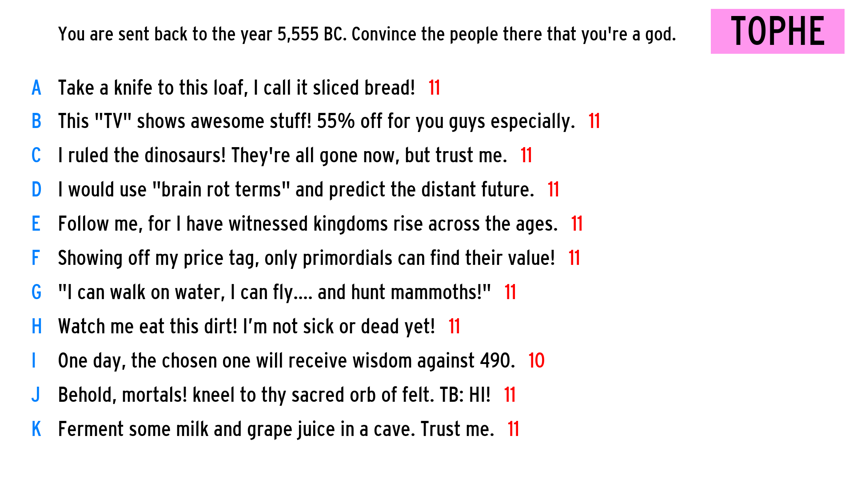 You are sent back to the year 5,555 BC. Convince the people there that you're a god.
TOPHE
A Take a knife to this loaf, I call it sliced bread! 11
B This "TV" shows awesome stuff! 55% off for you guys especially. 11
C I ruled the dinosaurs! They're all gone now, but trust me. 11
D I would use "brain rot terms" and predict the distant future. 11
E Follow me, for I have witnessed kingdoms rise across the ages. 11
F Showing off my price tag, only primordials can find their value! 11
G "I can walk on water, I can fly.... and hunt mammoths!" 11
H Watch me eat this dirt! I’m not sick or dead yet! 11
I One day, the chosen one will receive wisdom against 490. 10
J Behold, mortals! kneel to thy sacred orb of felt. TB: HI! 11
K Ferment some milk and grape juice in a cave. Trust me. 11